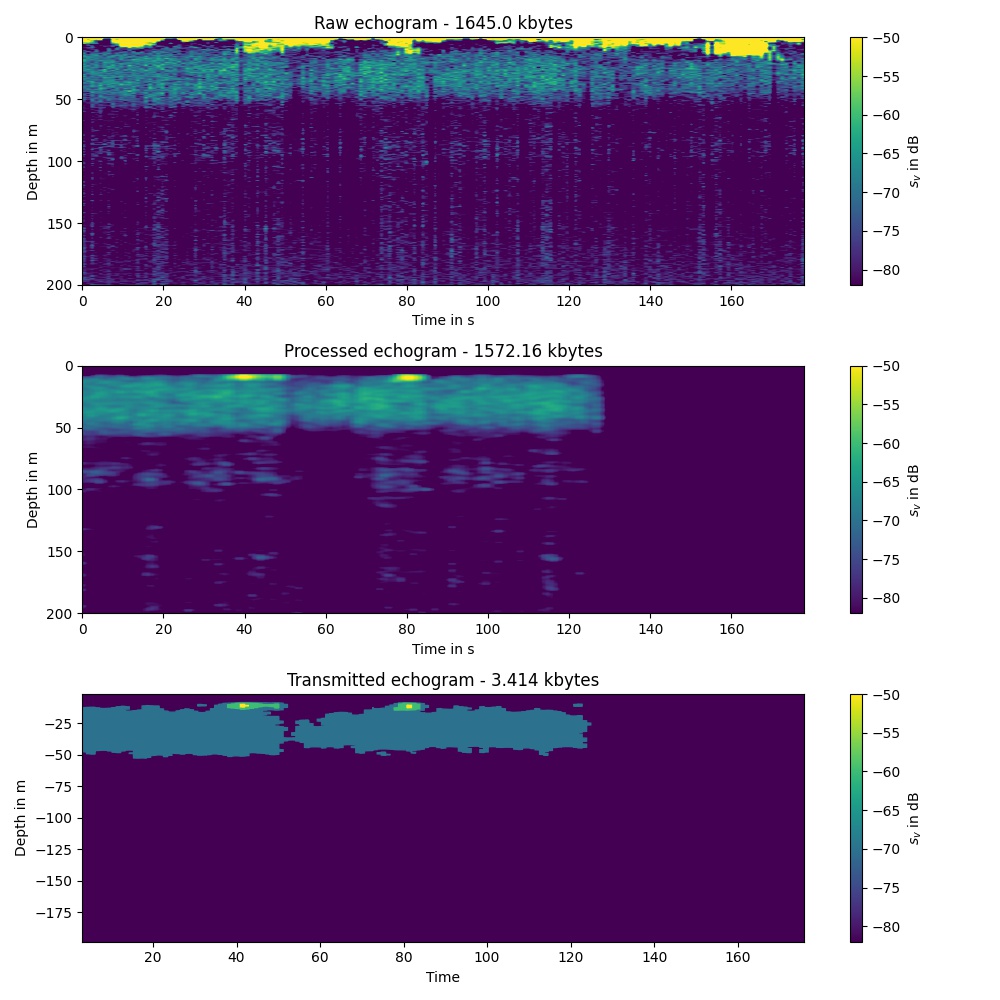 Raw echogram - 1645.0 kbytes
0
50
100
150
200
Depth in m
0 20 40 60 80 100 120 140 160
Time in s
−50
−55
−60
−65
−70
−75
−80
sv in dB
Processed echogram - 1572.16 kbytes
0
50
100
150
200
Depth in m
0 20 40 60 80 100 120 140 160
Time in s
−50
−55
−60
−65
−70
−75
−80
sv in dB
Transmitted echogram - 3.414 kbytes
−25
−50
−75
−100
−125
−150
−175
Depth in m
20 40 60 80 100 120 140 160
Time
−50
−55
−60
−65
−70
−75
−80
sv in dB